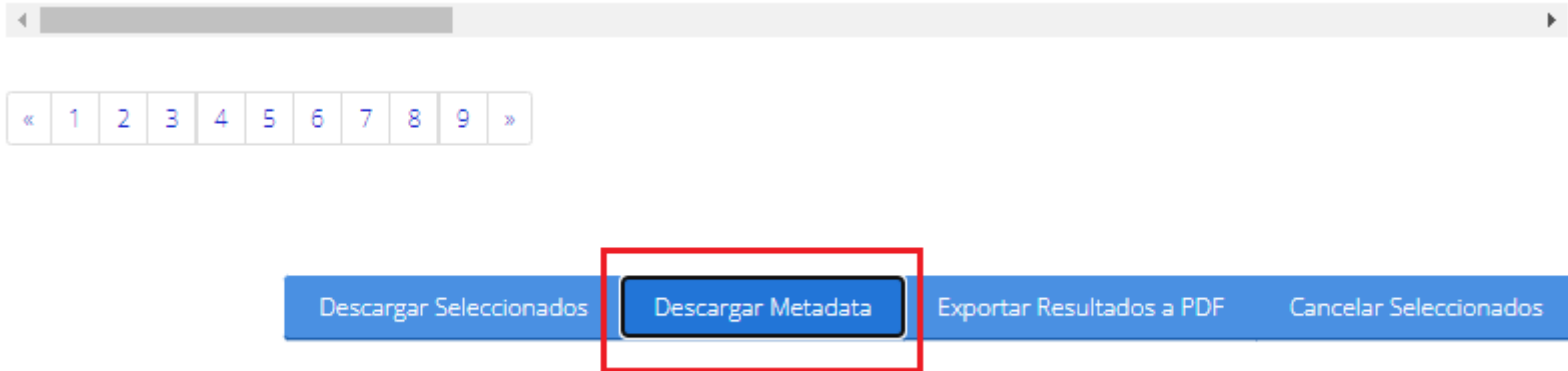 « 1 2 3 4 5 6 7 8 9 »
Descargar Seleccionados Descargar Metadata Exportar Resultados a PDF Cancelar Seleccionados